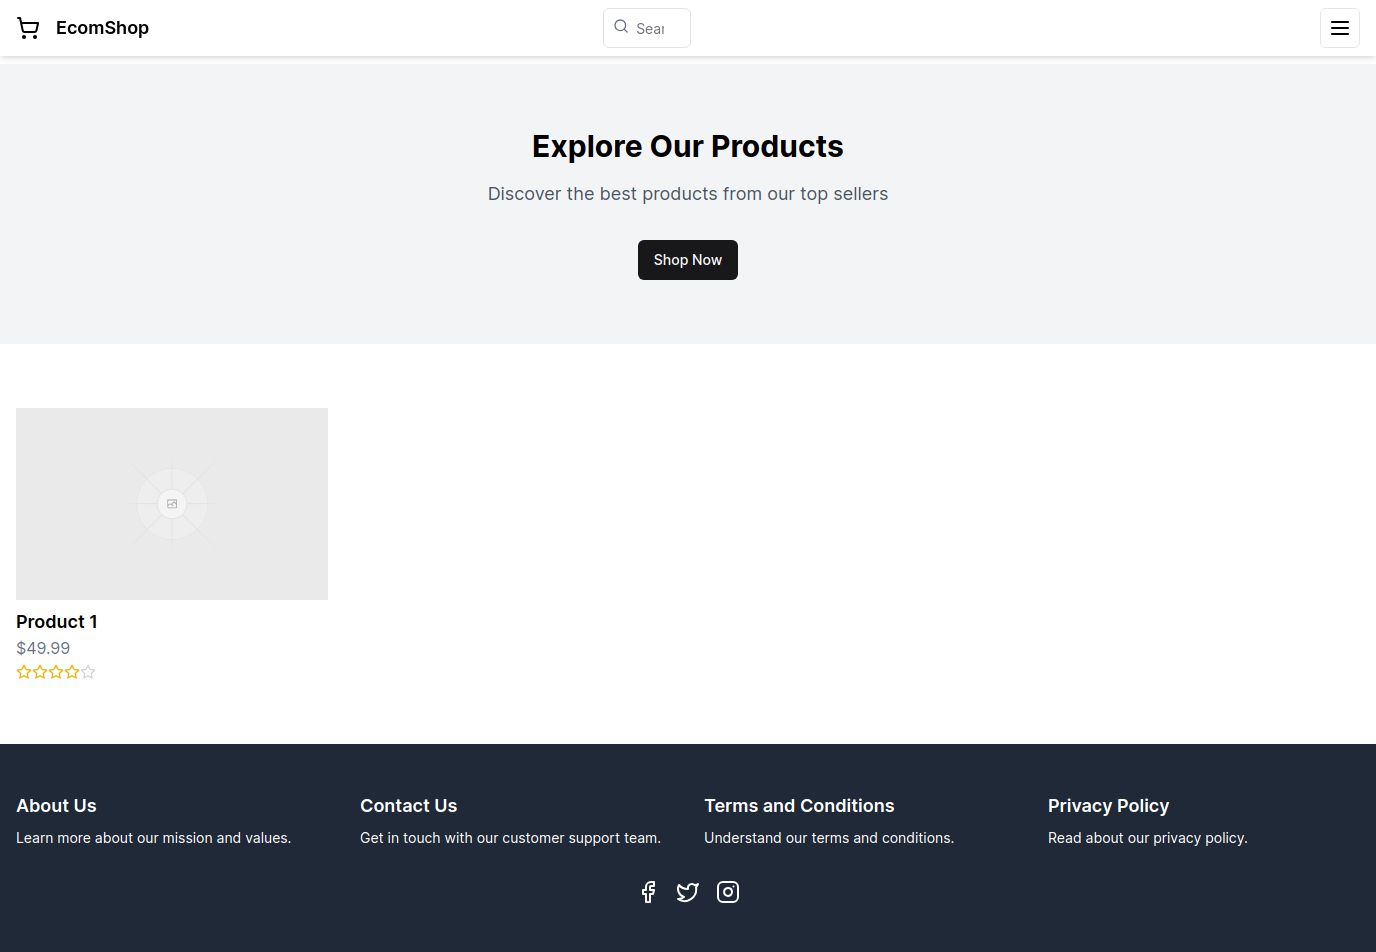 EcomShop
Sear
Explore Our Products
Discover the best products from our top sellers
Shop Now
Product 1
$49.99
About Us
Learn more about our mission and values.
Contact Us
Get in touch with our customer support team.
Terms and Conditions
Understand our terms and conditions.
Privacy Policy
Read about our privacy policy.